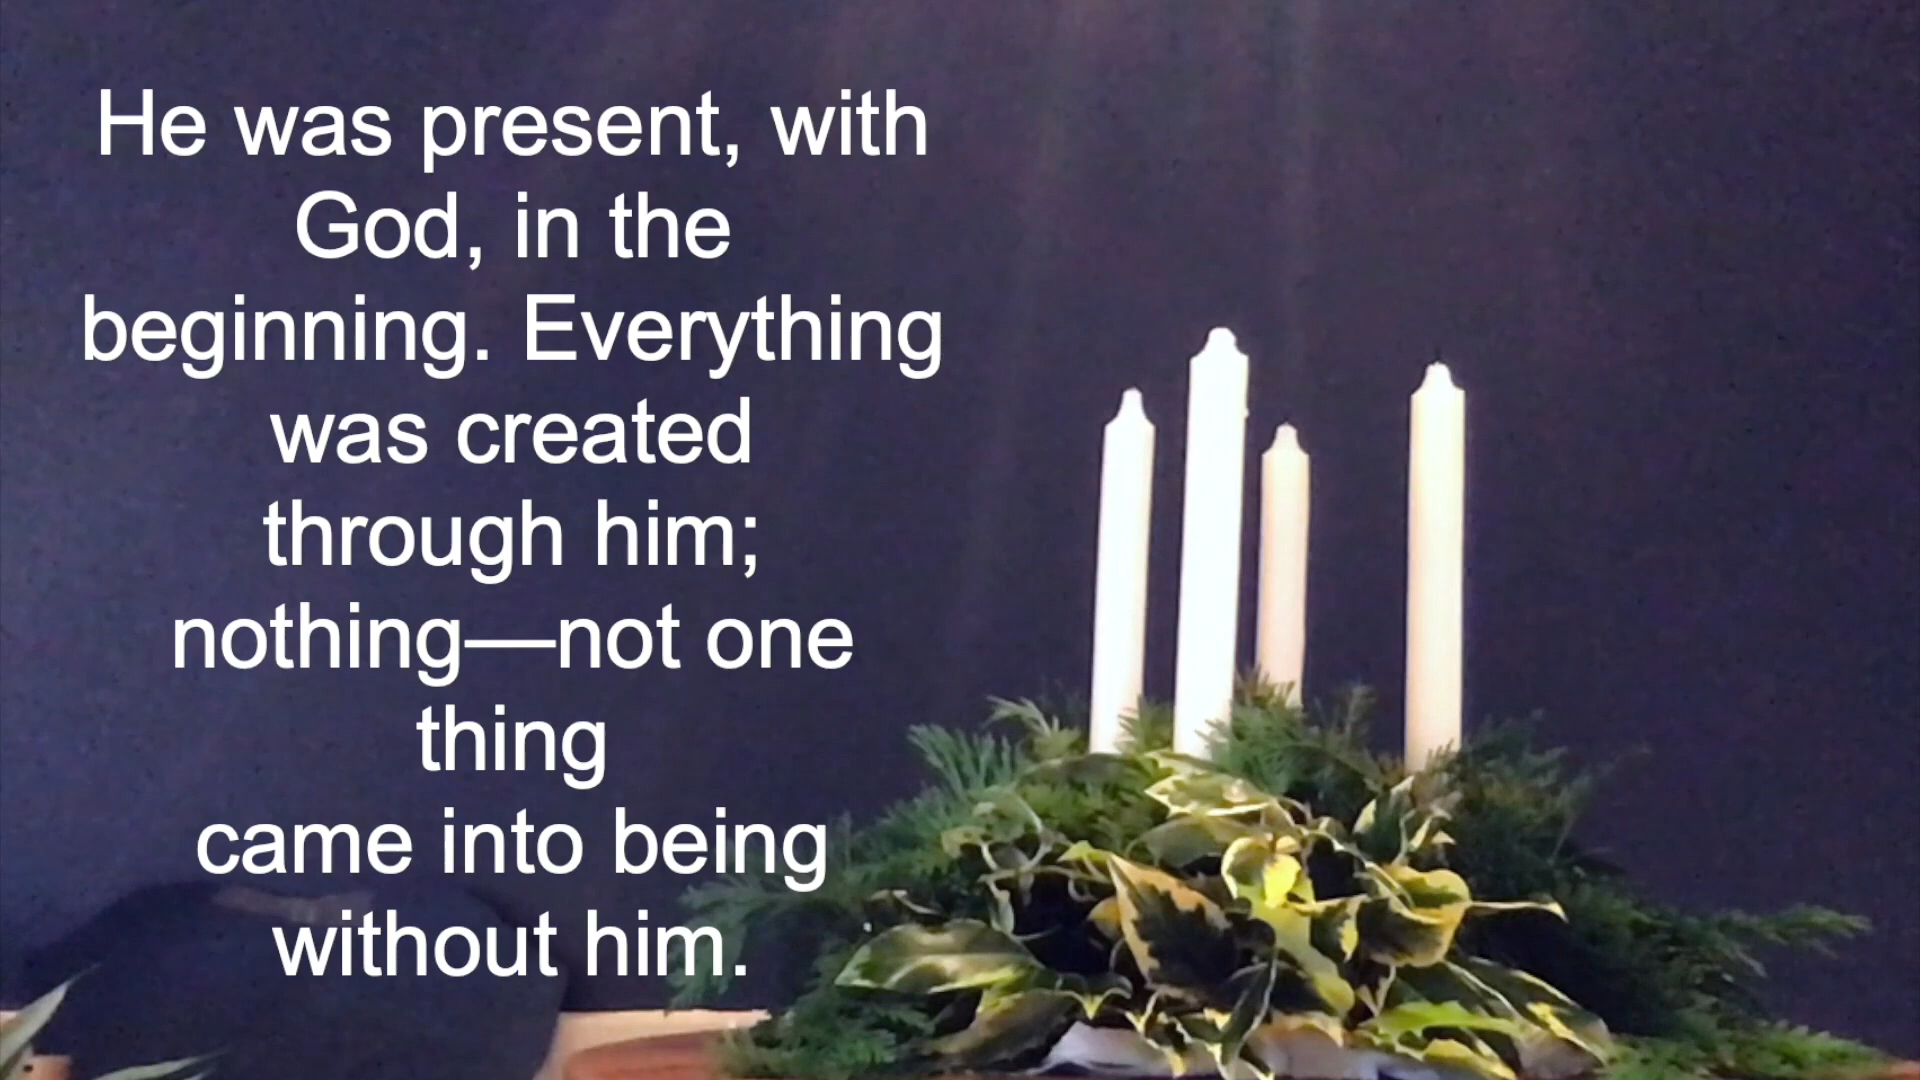 He was present, with
God, in the
beginning. Everything
was created
through him;
nothing—not one
thing
came into being
without him.